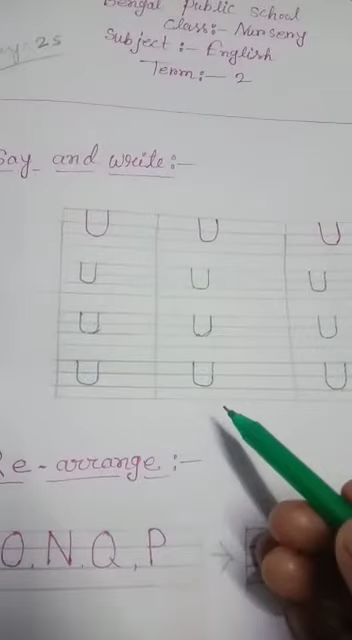 Bengal Public School
Class:- Nursery
Subject :- English
Term:- 2
25
Say and write:-
U U U
U U U
U U U
U U U
Re-arrange :-
O, N, Q, P →